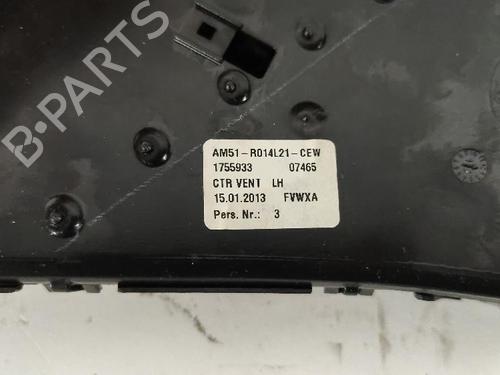 B-PARTS
AM51-R014L21-CEW
1755933 07465
CTR VENT LH
15.01.2013 FVWXA
Pers. Nr.: 3